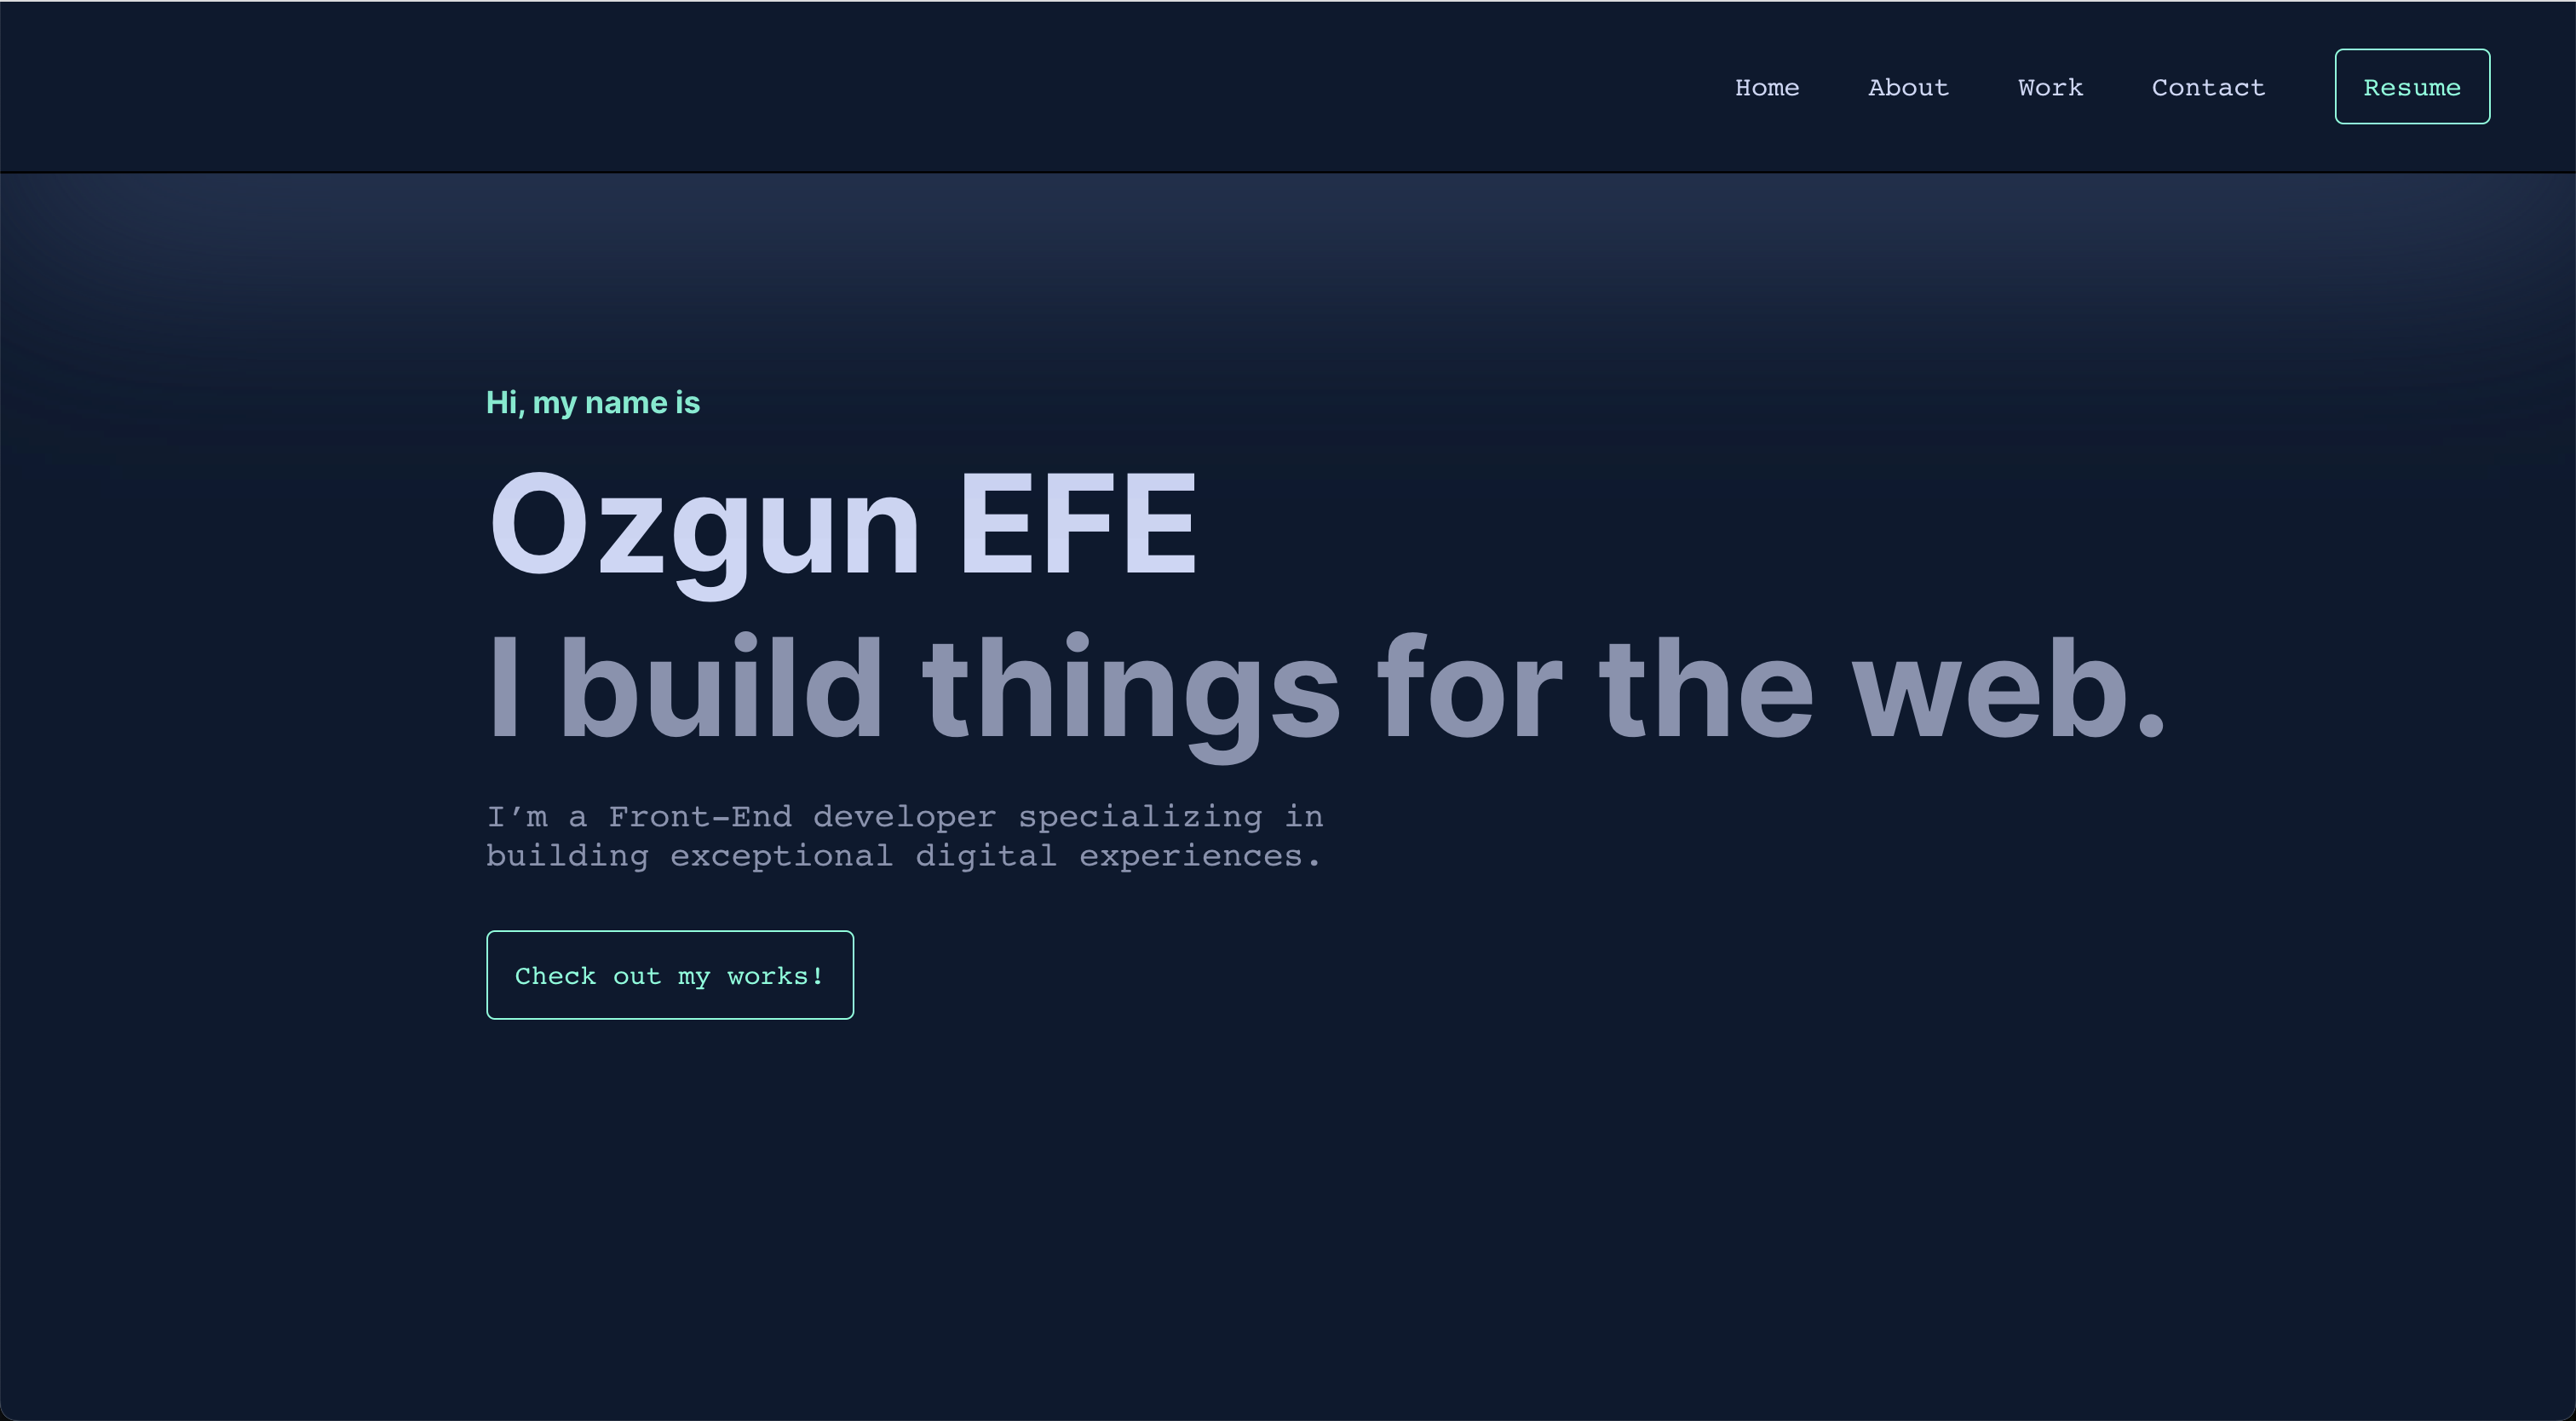 Home About Work Contact Resume
Hi, my name is
Ozgun EFE
I build things for the web.
I’m a Front-End developer specializing in
building exceptional digital experiences.
Check out my works!